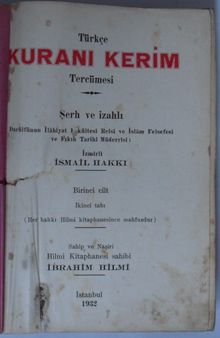 Türkçe
KURANI KERİM
Tercümesi
Şerh ve izahlı
Darülfünun İlâhiyat Fakültesi Reisi ve İslâm Felsefesi
ve Fıkıh Tarihi Müderrisi:
İzmirli
İSMAİL HAKKI
Birinci cilt
İkinci tabı
(Her hakkı Hilmi kitaphanesince mahfuzdur)
Sahip ve Naşiri
Hilmi Kitaphanesi sahibi
İBRAHİM HİLMİ
İstanbul
1932